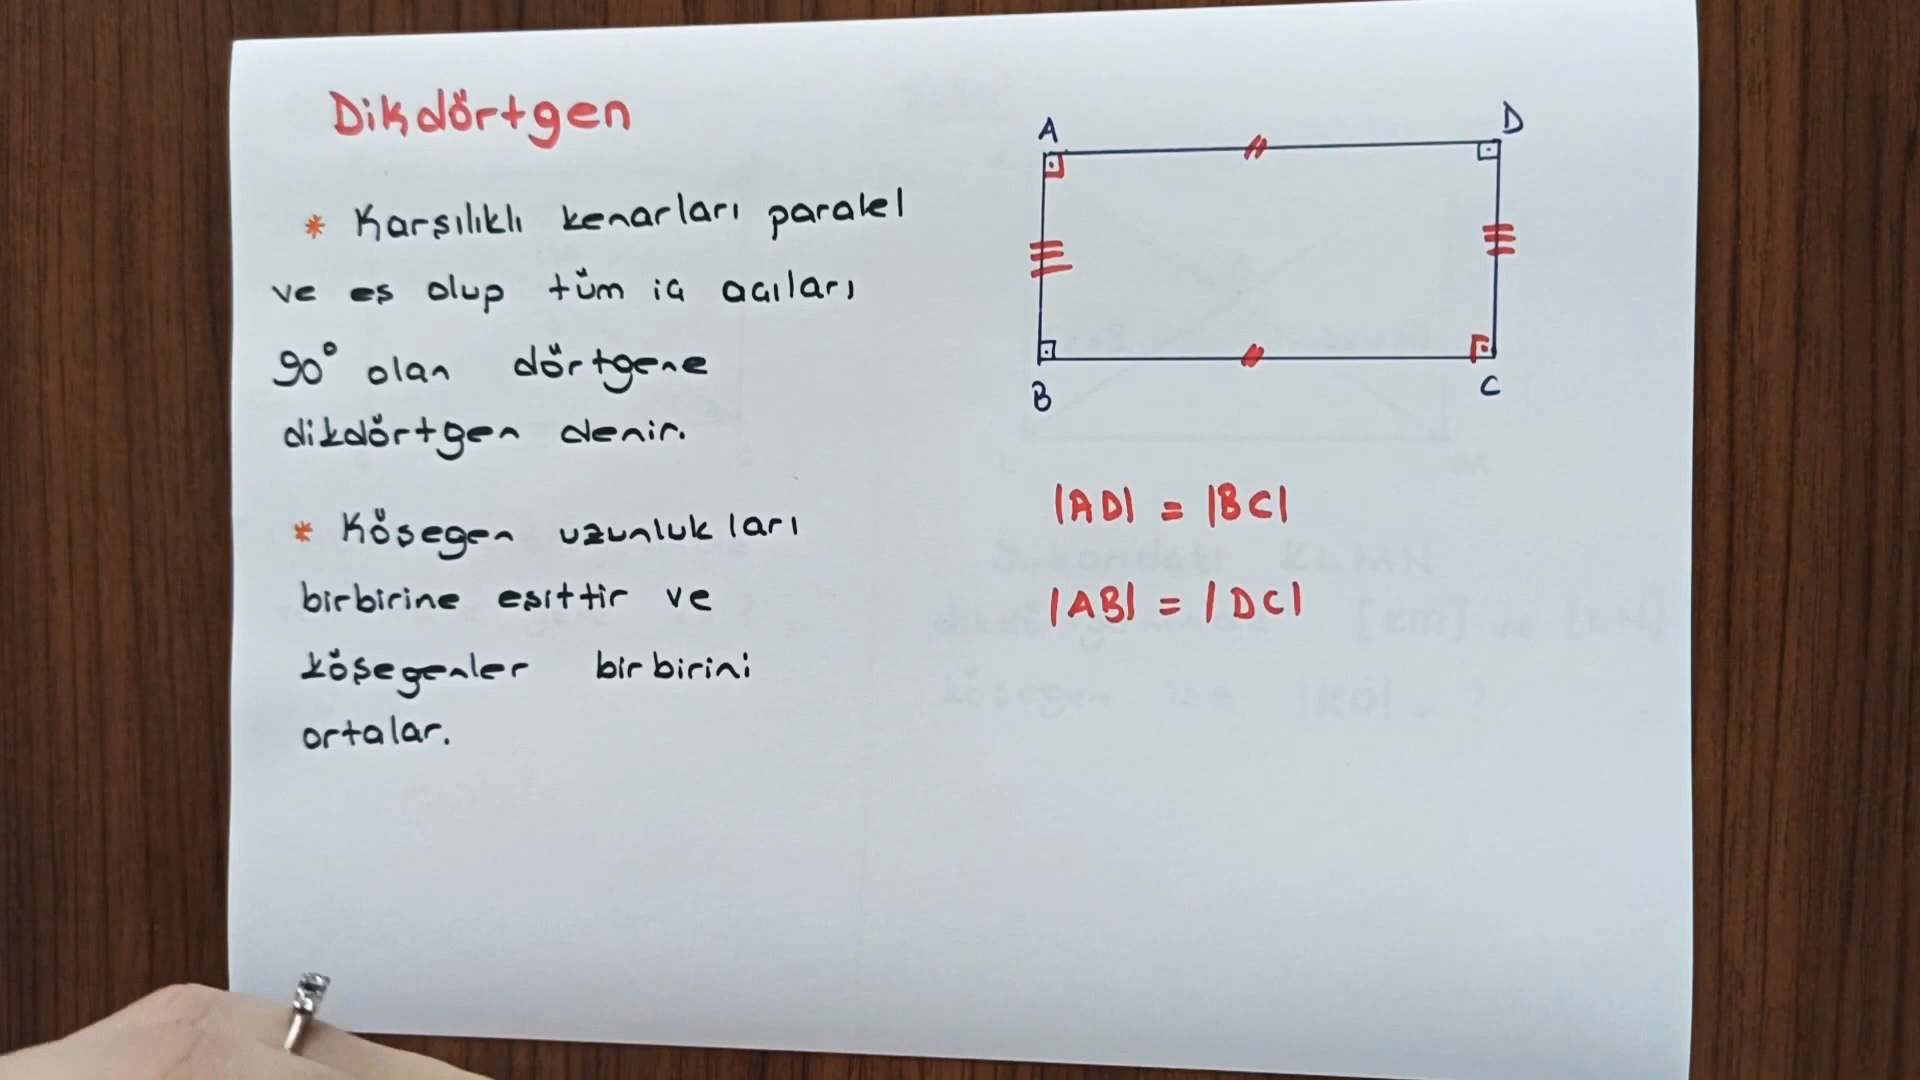 Dikdörtgen
* Karşılıklı kenarları paralel
ve eş olup tüm iç açıları
90° olan dörtgene
dikdörtgen denir.
* Köşegen uzunlukları
birbirine eşittir ve
köşegenler birbirini
ortalar.
A
D
B
C
|AD| = |BC|
|AB| = |DC|